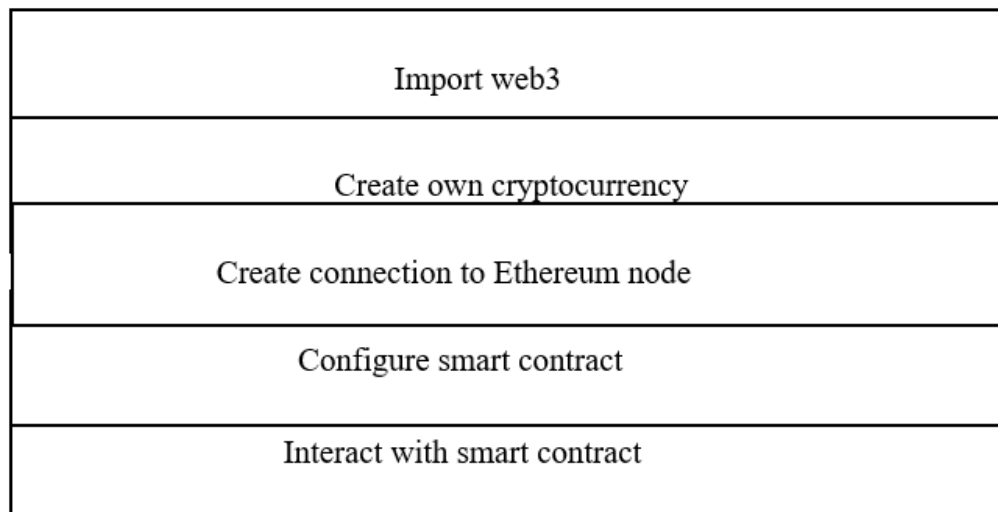 Import web3
Create own cryptocurrency
Create connection to Ethereum node
Configure smart contract
Interact with smart contract